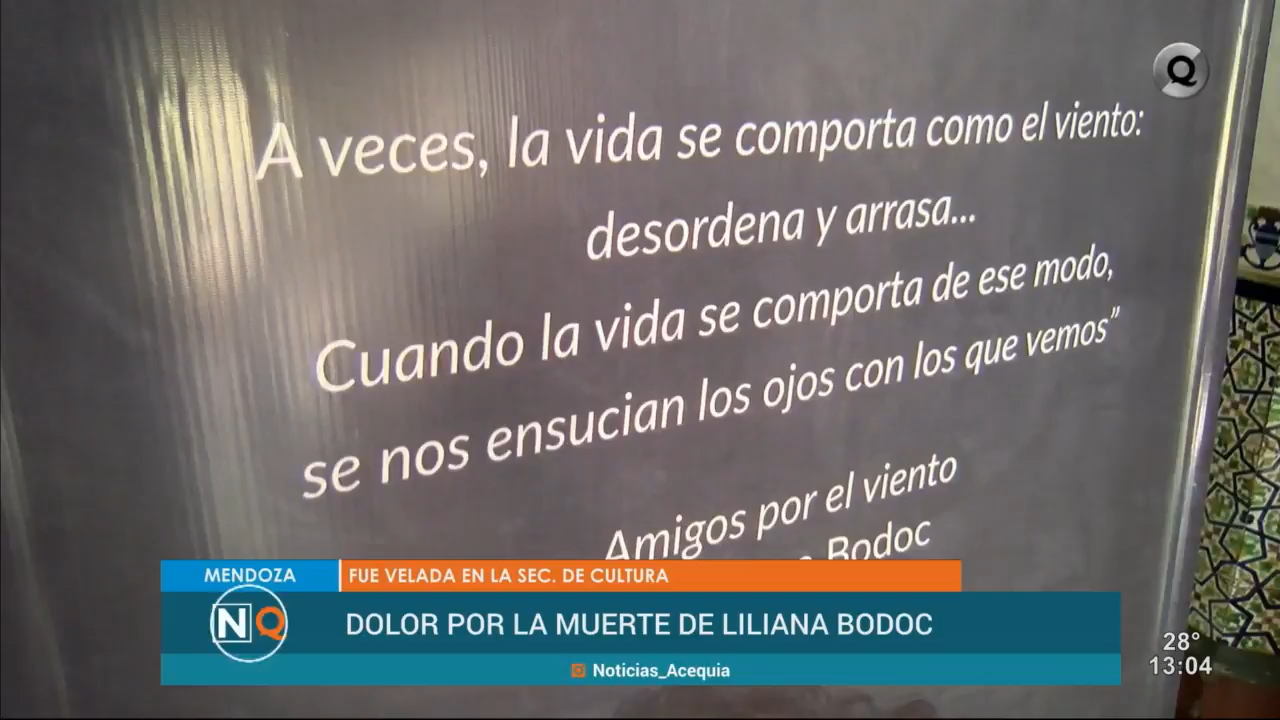 Q
A veces, la vida se comporta como el viento:
desordena y arrasa...
Cuando la vida se comporta de ese modo,
se nos ensucian los ojos con los que vemos”
Amigos por el viento
Bodoc
MENDOZA
FUE VELADA EN LA SEC. DE CULTURA
NQ
DOLOR POR LA MUERTE DE LILIANA BODOC
Noticias_Acequia
28°
13:04